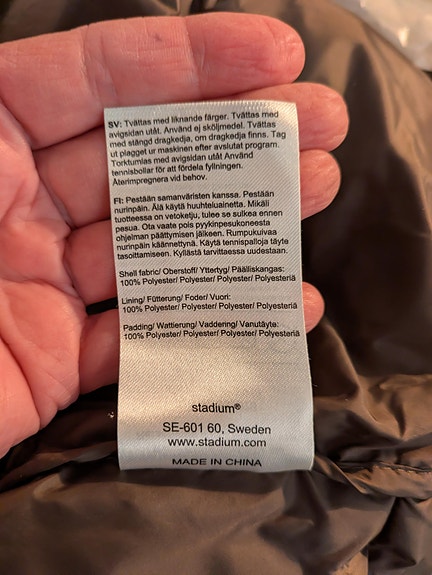 SV: Tvättas med liknande färger. Tvättas med
avigsidan utåt. Använd ej sköljmedel. Tvättas
med stängd dragkedja, om dragkedja finns. Tag
ut plagget ur maskinen efter avslutat program.
Torktumlas med avigsidan utåt Använd
tennisbollar för att fördela fyllningen.
Återimpregnera vid behov.
FI: Pestään samanväristen kanssa. Pestään
nurinpäin. Älä käytä huuhteluainetta. Mikäli
tuotteessa on vetoketju, tulee se sulkea ennen
pesua. Ota vaate pois pyykinpesukoneesta
ohjelman päättymisen jälkeen. Rumpukuivaa
nurinpäin käännettynä. Käytä tennispalloja täyte
tasoittamiseen. Kyllästä tarvittaessa uudestaan.
Shell fabric/ Oberstoff/ Yttertyg/ Päälliskangas:
100% Polyester/ Polyester/ Polyester/ Polyesteriä
Lining/ Fütterung/ Foder/ Vuori:
100% Polyester/ Polyester/ Polyester/ Polyesteriä
Padding/ Wattierung/ Vaddering/ Vanutäyte:
100% Polyester/ Polyester/ Polyester/ Polyesteriä
stadium®
SE-601 60, Sweden
www.stadium.com
MADE IN CHINA